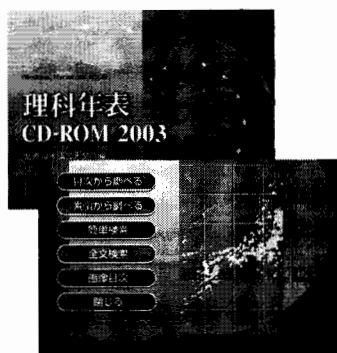 理科年表
CD-ROM 2003
目次から調べる
索引から調べる
簡単検索
全文検索
画像目次
閉じる